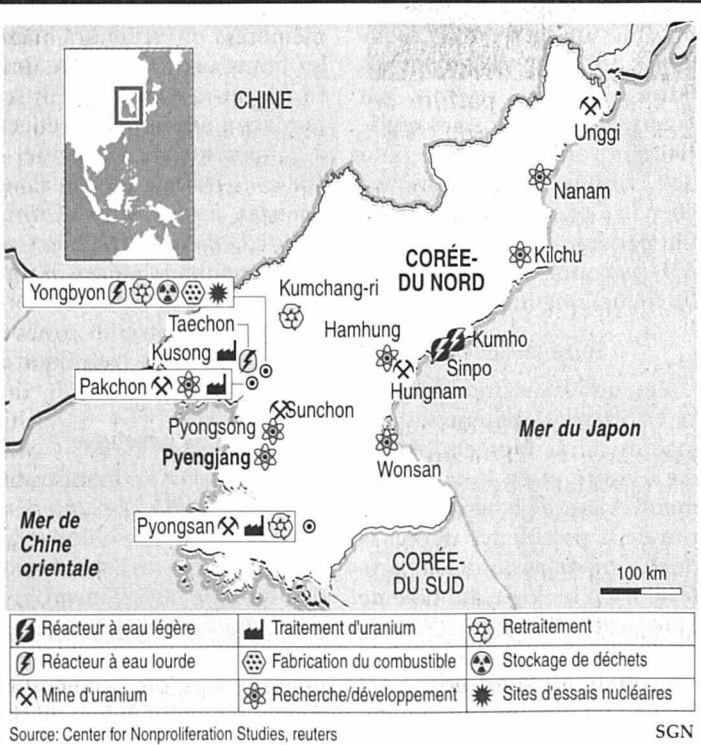 CHINE
Unggi
Nanam
CORÉE-
DU NORD
Kilchu
Yongbyon
Kumchang-ri
Taechon
Hamhung
Kumho
Kusong
Sinpo
Pakchon
Hungnam
Sunchon
Mer du Japon
Pyongsong
Pyengjang
Wonsan
Mer de
Chine
orientale
Pyongsan
CORÉE-
DU SUD
100 km
Réacteur à eau légère
Traitement d'uranium
Retraitement
Réacteur à eau lourde
Fabrication du combustible
Stockage de déchets
Mine d'uranium
Recherche/développement
Sites d'essais nucléaires
Source: Center for Nonproliferation Studies, reuters
SGN